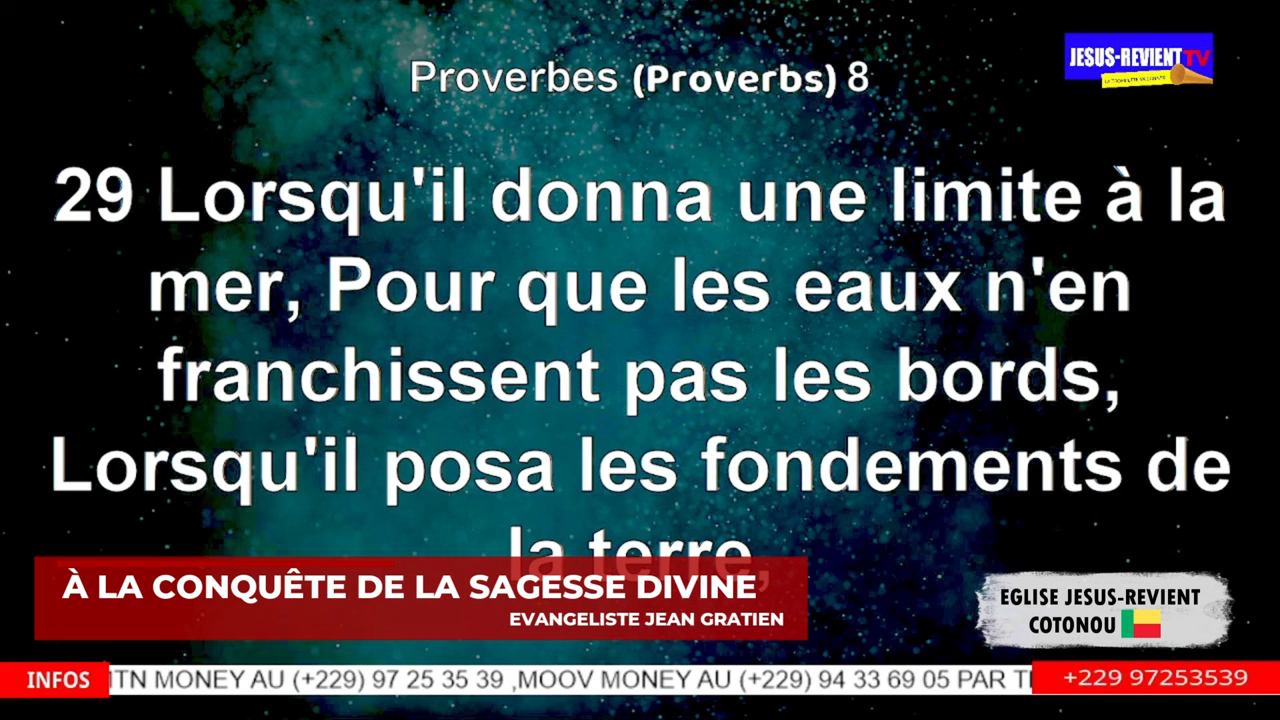 Proverbes (Proverbs) 8
JESUS-REVIENT TV
29 Lorsqu'il donna une limite à la
mer, Pour que les eaux n'en
franchissent pas les bords,
Lorsqu'il posa les fondements de
la terre,
À LA CONQUÊTE DE LA SAGESSE DIVINE
EVANGELISTE JEAN GRATIEN
EGLISE JESUS-REVIENT
COTONOU
INFOS
MONEY AU (+229) 97 25 35 39 ,MOOV MONEY AU (+229) 94 33 69 05 PAR
+229 97253539